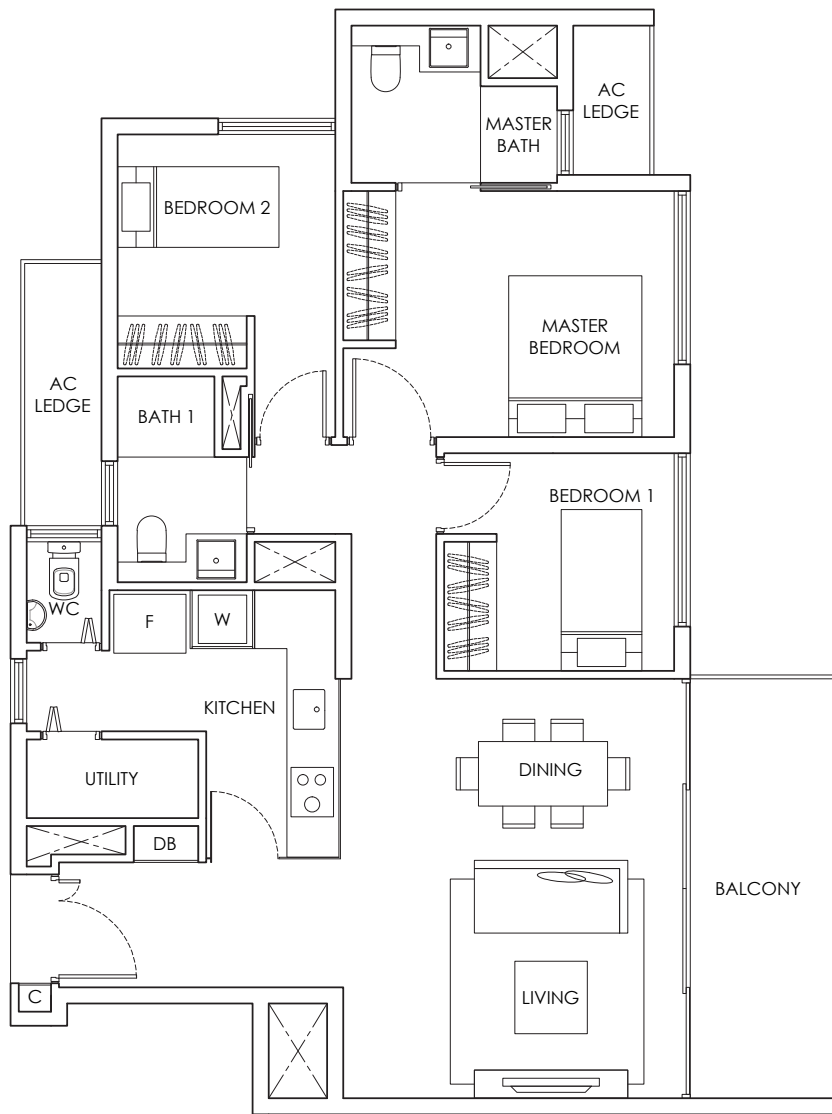 AC
LEDGE
MASTER
BATH
BEDROOM 2
MASTER
BEDROOM
AC
LEDGE
BATH 1
BEDROOM 1
WC
F
W
KITCHEN
UTILITY
DINING
DB
BALCONY
LIVING
C